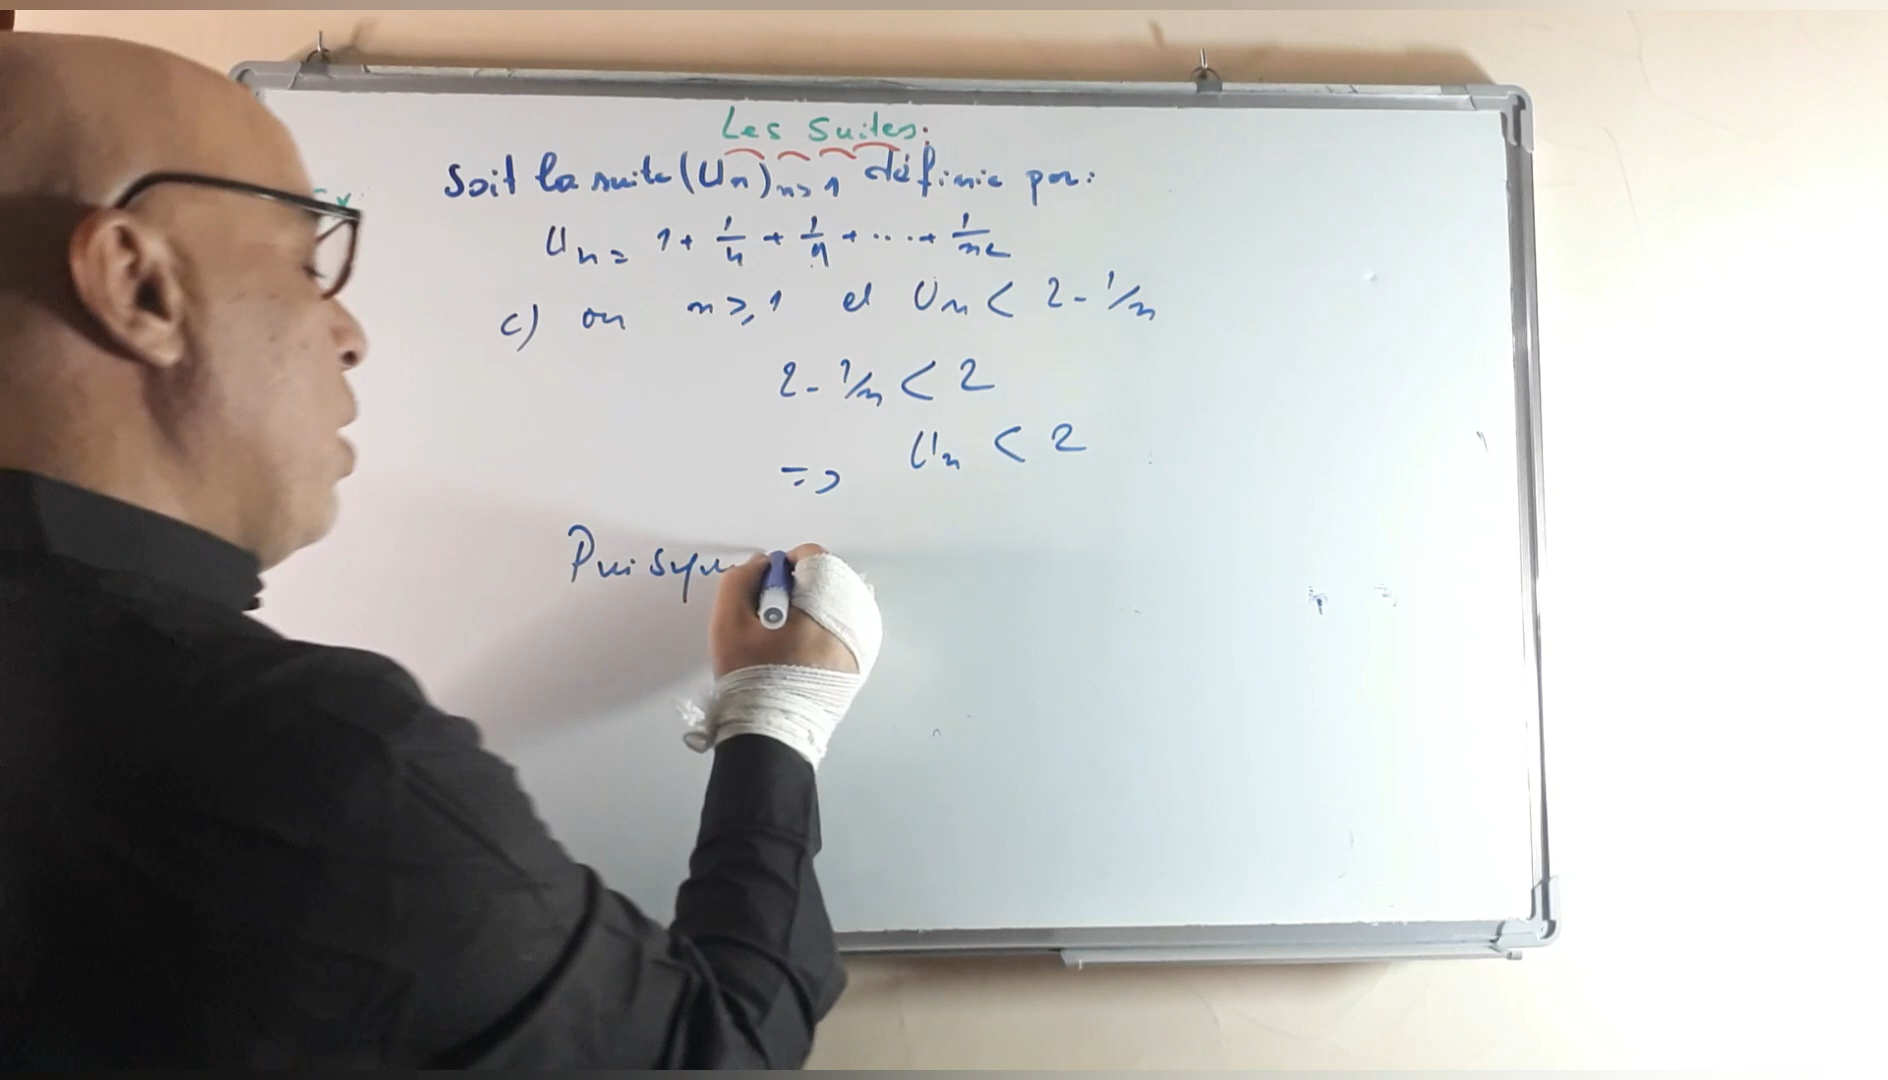 Les Suites.
Ex:
Soit la suite (Un)n≥1 définie par:
Un = 1 + 1/4 + 1/9 + .... + 1/n²
c) on n ≥ 1 et Un < 2 - 1/n
2 - 1/n < 2
=> Un < 2
Puisqu